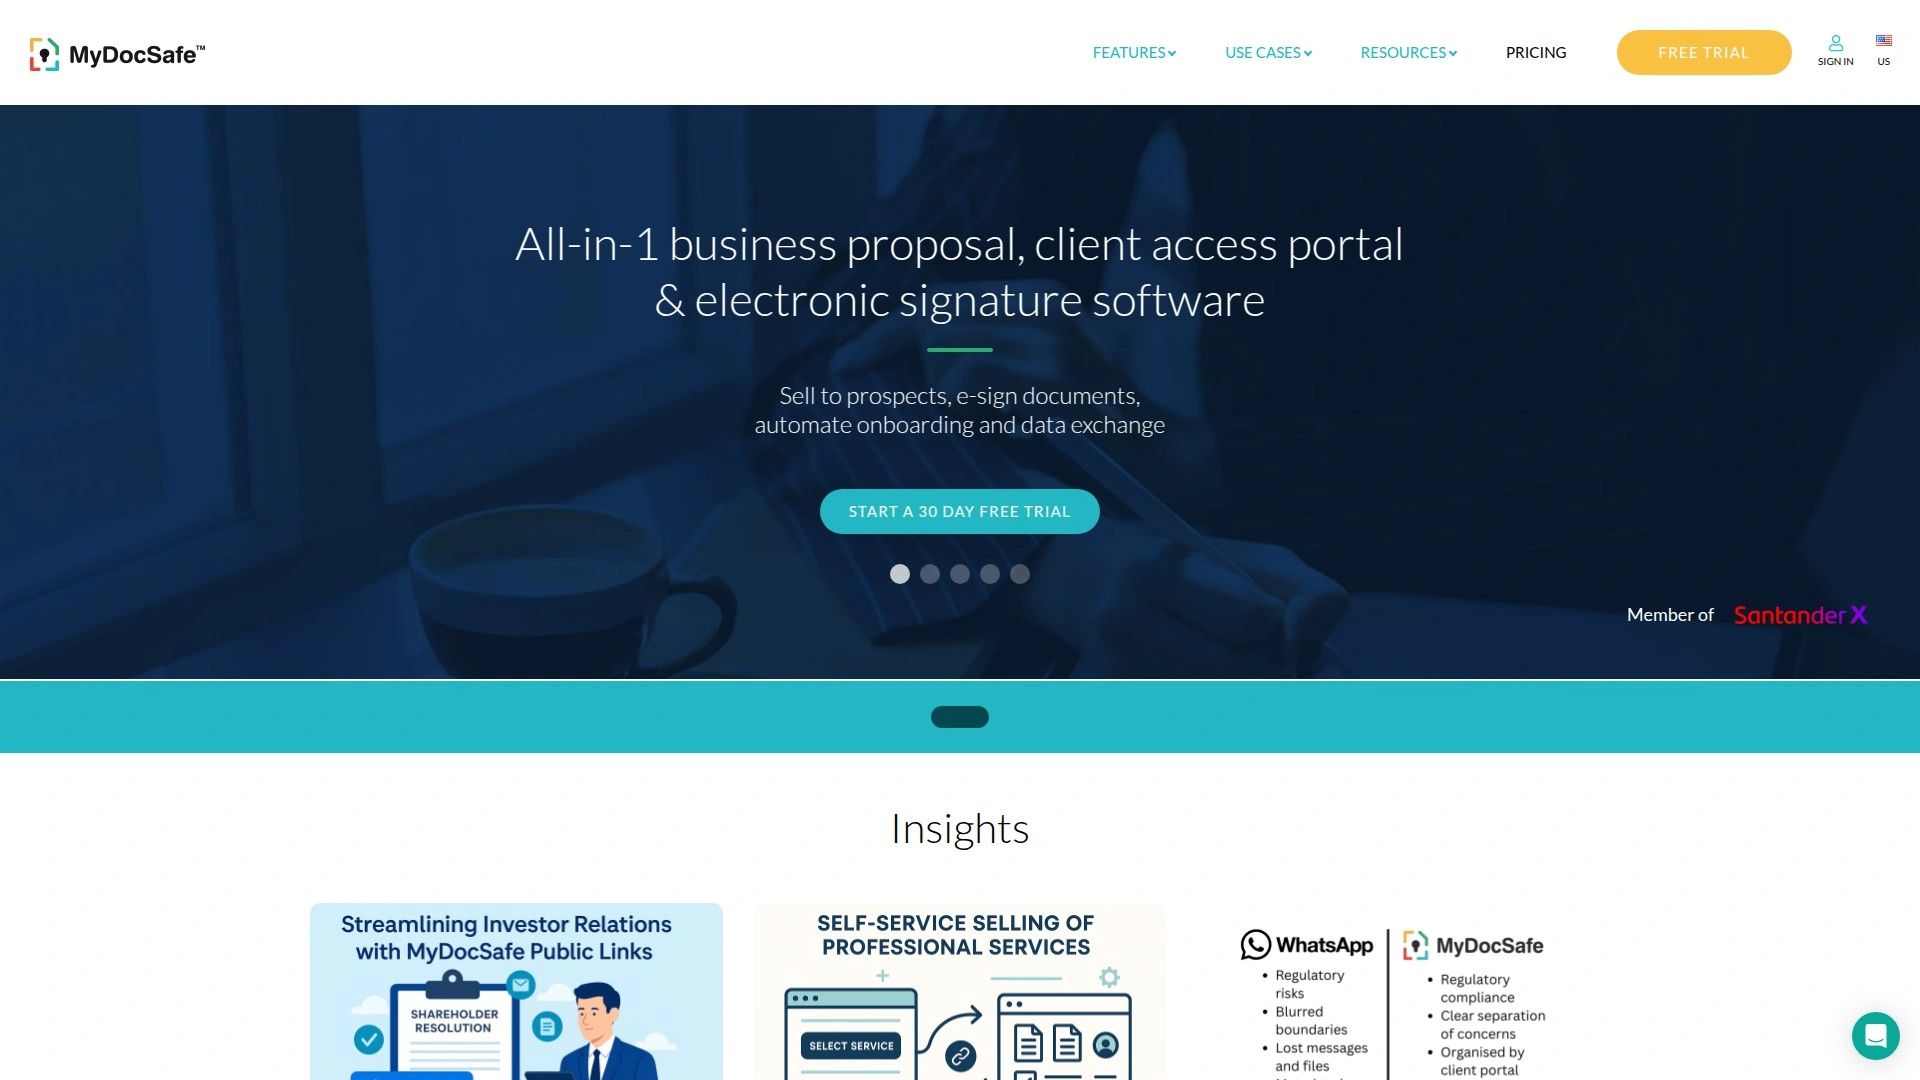 MyDocSafe™
FEATURES
USE CASES
RESOURCES
PRICING
FREE TRIAL
SIGN IN
US
All-in-1 business proposal, client access portal
& electronic signature software
Sell to prospects, e-sign documents,
automate onboarding and data exchange
START A 30 DAY FREE TRIAL
Member of Santander X
Insights
Streamlining Investor Relations
with MyDocSafe Public Links
SHAREHOLDER
RESOLUTION
SELF-SERVICE SELLING OF
PROFESSIONAL SERVICES
SELECT SERVICE
WhatsApp
• Regulatory
risks
• Blurred
boundaries
• Lost messages
and files
MyDocSafe
• Regulatory
compliance
• Clear separation
of concerns
• Organised by
client portal